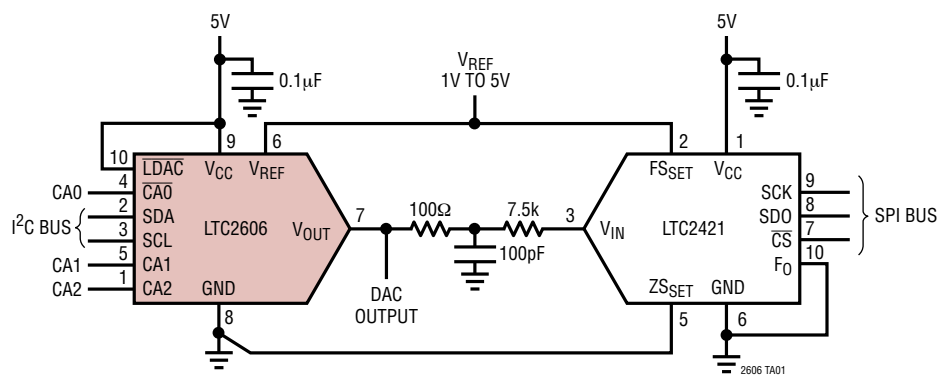 5V
0.1µF
V_REF
1V TO 5V
5V
0.1µF
9
6
2
1
10
LDAC
V_CC
V_REF
FS_SET
V_CC
CA0
4
CA0
I²C BUS
2
SDA
3
SCL
CA1
5
CA1
CA2
1
CA2
LTC2606
V_OUT
7
100Ω
7.5k
100pF
DAC
OUTPUT
3
V_IN
LTC2421
9
SCK
8
SDO
7
CS
10
F_O
SPI BUS
GND
8
ZS_SET
5
GND
6
2606 TA01